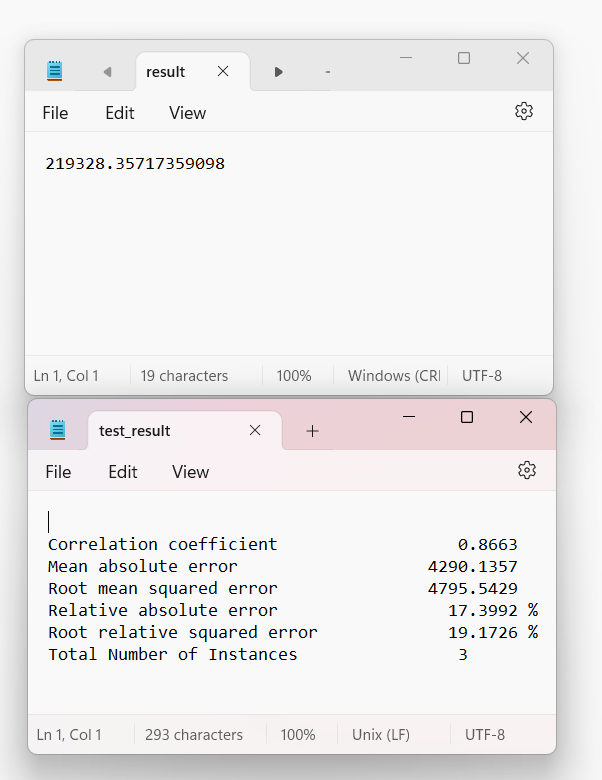 result
File Edit View
219328.35717359098
Ln 1, Col 1 19 characters 100% Windows (CRI UTF-8
test_result
File Edit View
Correlation coefficient 0.8663
Mean absolute error 4290.1357
Root mean squared error 4795.5429
Relative absolute error 17.3992 %
Root relative squared error 19.1726 %
Total Number of Instances 3
Ln 1, Col 1 293 characters 100% Unix (LF) UTF-8